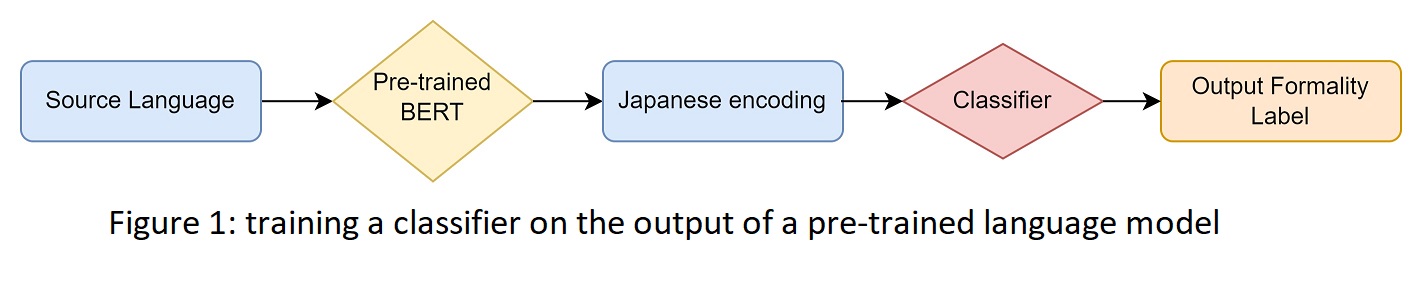 Source Language
Pre-trained
BERT
Japanese encoding
Classifier
Output Formality
Label
Figure 1: training a classifier on the output of a pre-trained language model